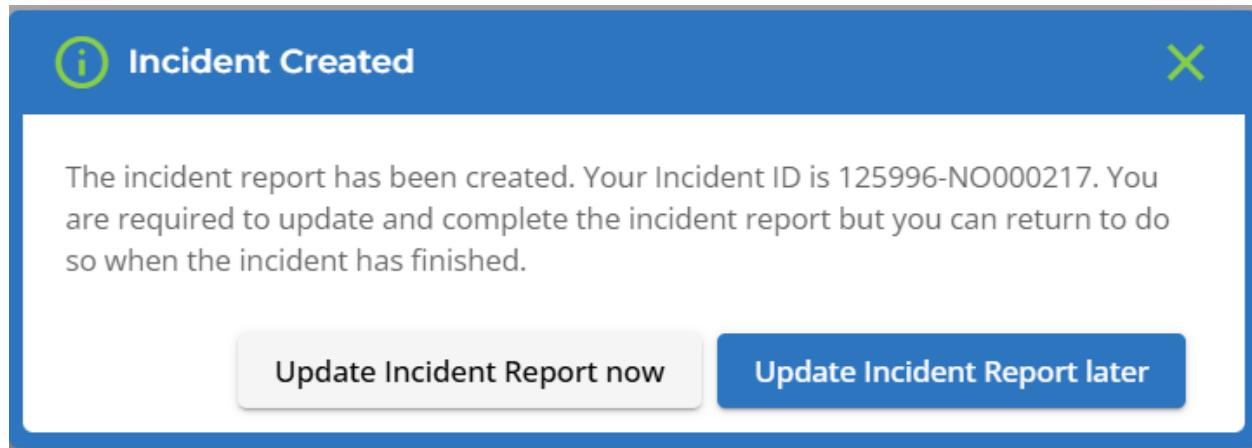 Incident Created
The incident report has been created. Your Incident ID is 125996-NO000217. You
are required to update and complete the incident report but you can return to do
so when the incident has finished.
Update Incident Report now
Update Incident Report later